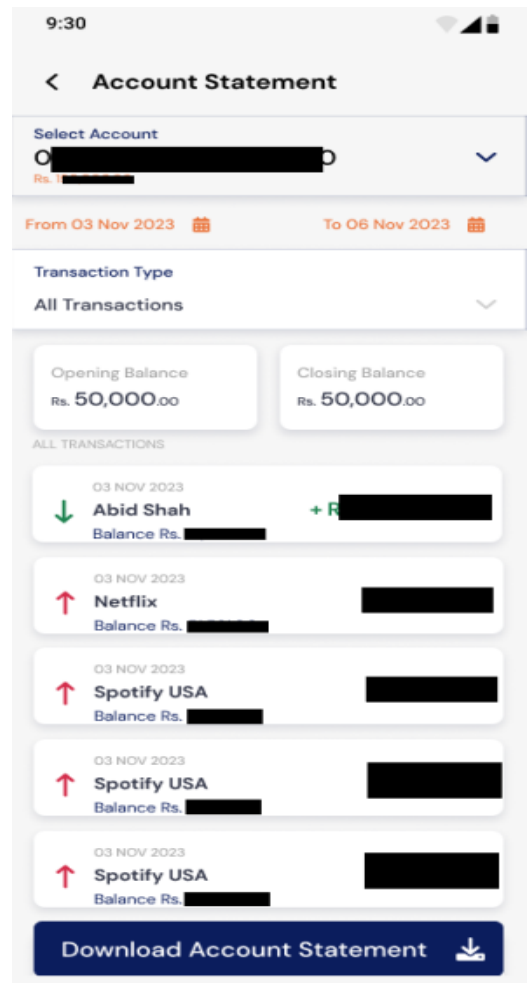 9:30
Account Statement
Select Account
Rs.
From 03 Nov 2023 To 06 Nov 2023
Transaction Type
All Transactions
Opening Balance Closing Balance
Rs. 50,000.00 Rs. 50,000.00
ALL TRANSACTIONS
03 NOV 2023
Abid Shah + R
Balance Rs.
03 NOV 2023
Netflix
Balance Rs.
03 NOV 2023
Spotify USA
Balance Rs.
03 NOV 2023
Spotify USA
Balance Rs.
03 NOV 2023
Spotify USA
Balance Rs.
Download Account Statement